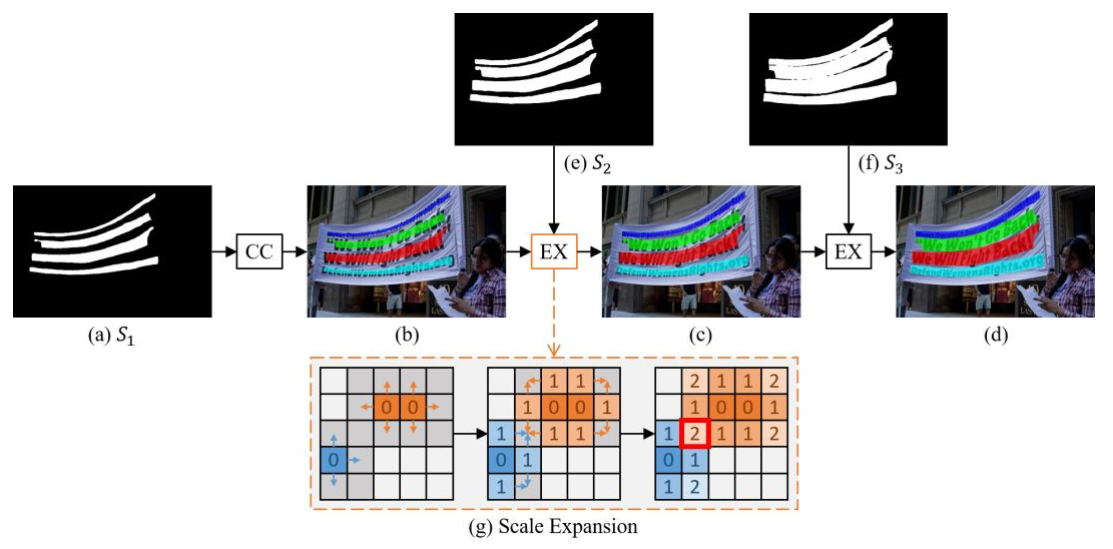 (e) S₂
(f) S₃
CC
EX
EX
"We Won't Go Back!
We Will Fight Back!"
DefendWomensRights.org
(a) S₁
(b)
(c)
(d)
0 0
0
1 1
1 0 0 1
1 1 1
0 1
1
2 1 1 2
1 0 0 1
1 2 1 1 2
0 1
1 2
(g) Scale Expansion